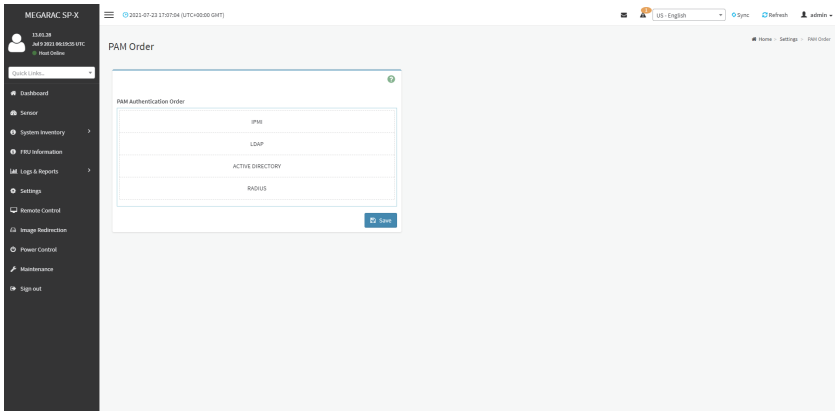 MEGARAC SP-X
2021-07-23 17:07:04 (UTC+00:00 GMT)
US - English
Sync
Refresh
admin
13.01.28
Jul 9 2021 06:19:35 UTC
Host Online
Quick Links...
Dashboard
Sensor
System Inventory
FRU Information
Logs & Reports
Settings
Remote Control
Image Redirection
Power Control
Maintenance
Sign out
PAM Order
Home > Settings > PAM Order
PAM Authentication Order
IPMI
LDAP
ACTIVE DIRECTORY
RADIUS
Save